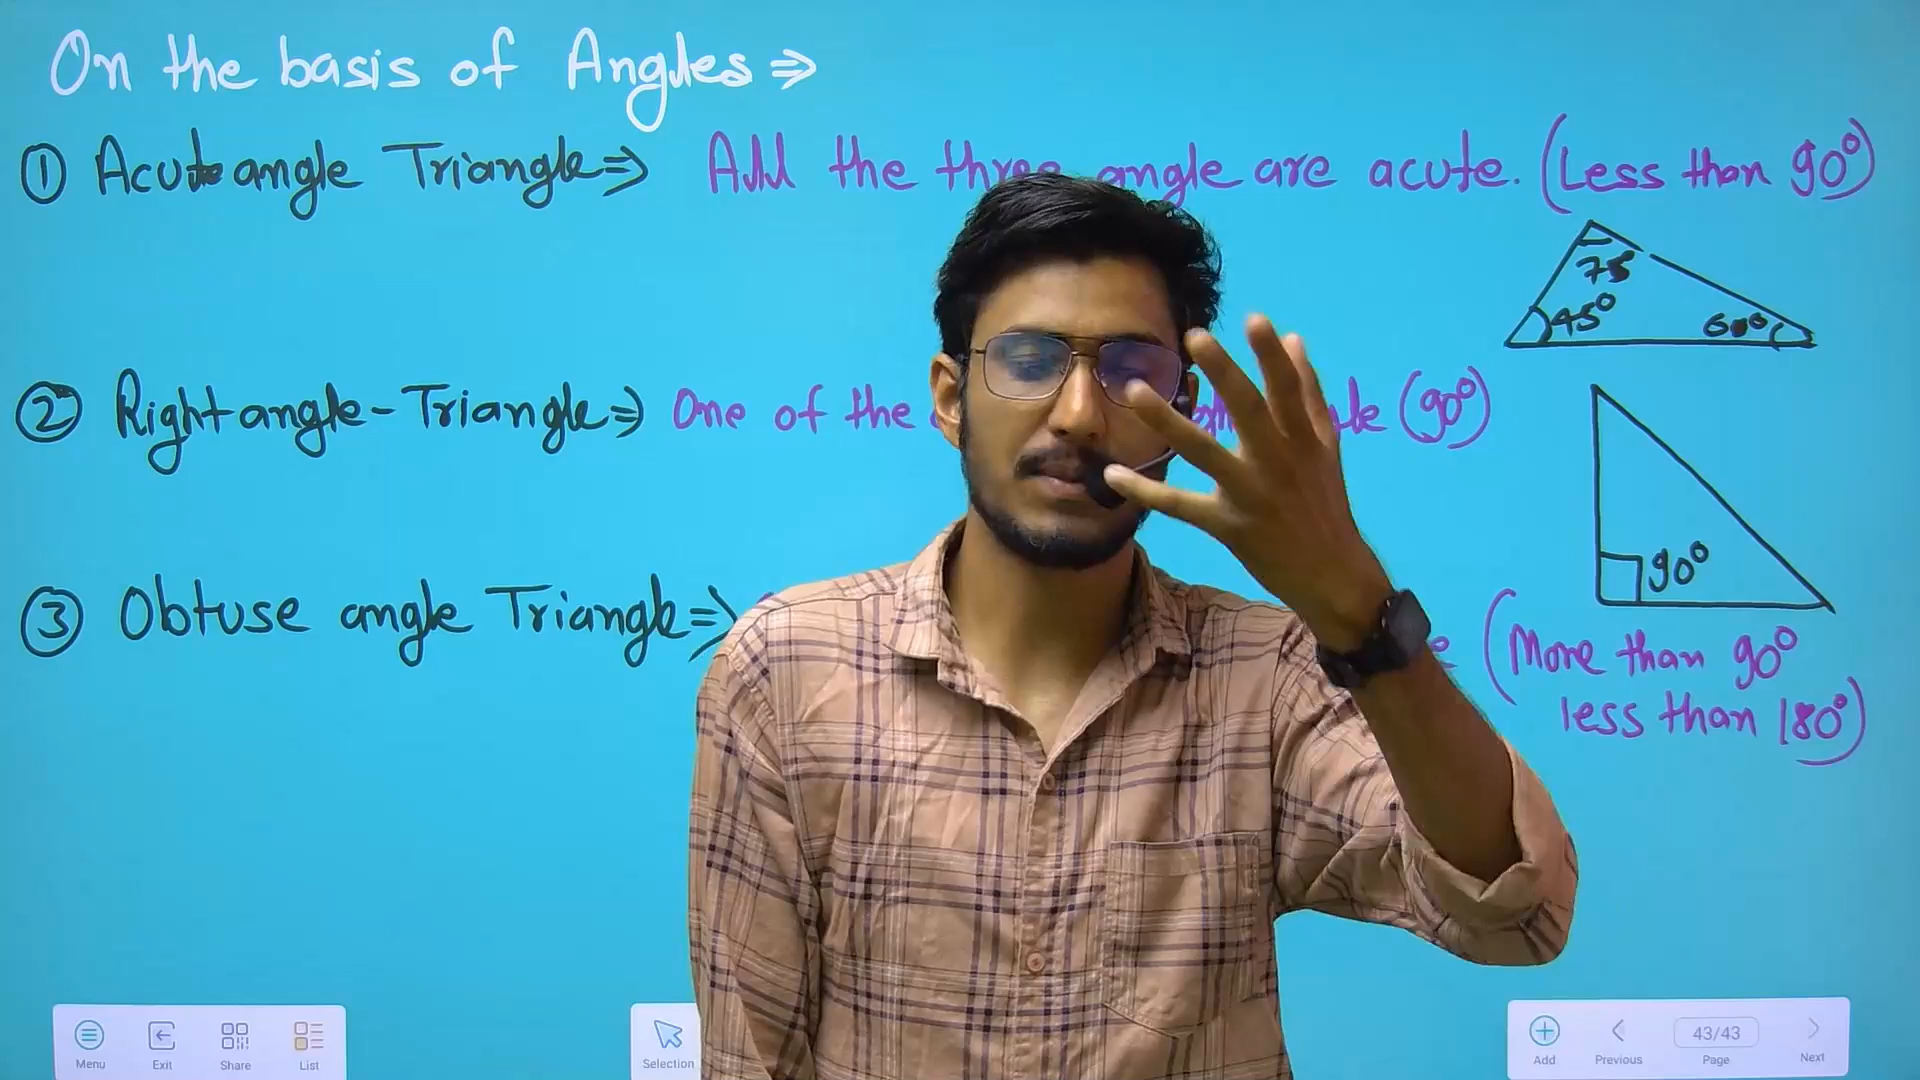 On the basis of Angles ⇒
① Acute angle Triangle ⇒ All the three angle are acute. (Less than 90°)
75
45° 60°
② Right angle - Triangle ⇒ One of the angle (90°)
90°
③ Obtuse angle Triangle ⇒ (More than 90°
less than 180°)
Menu Exit Share List Selection Add Previous 43/43 Page Next